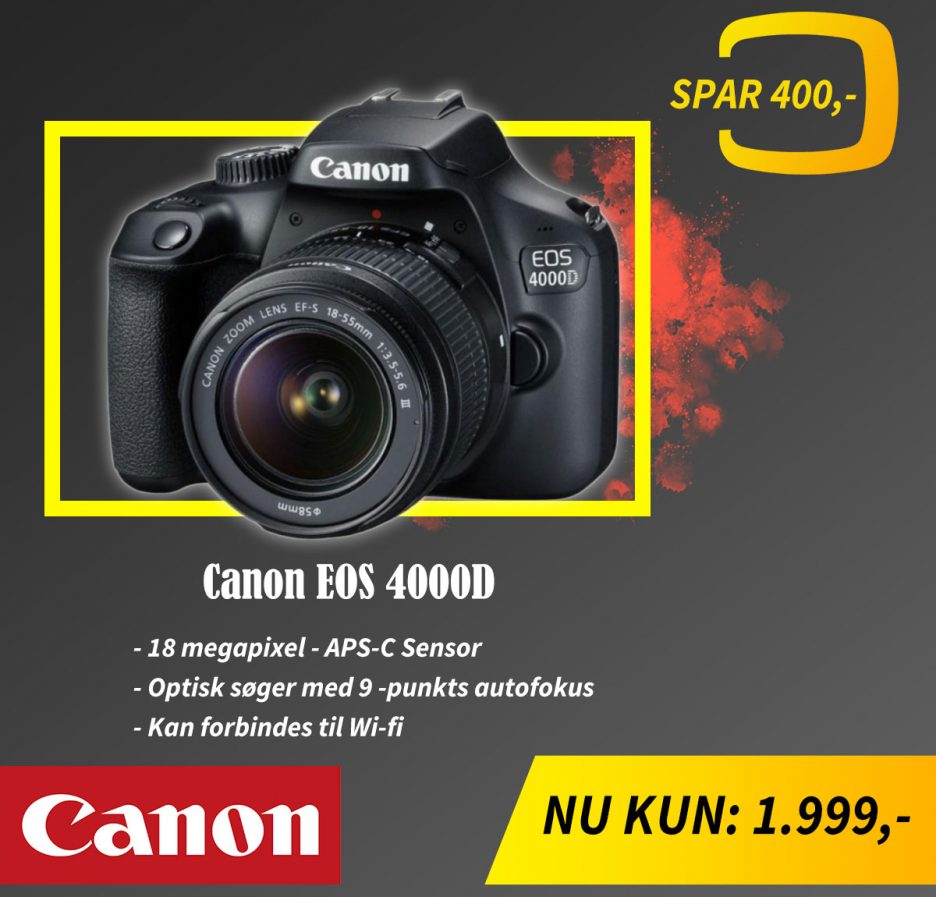 SPAR 400,-
Canon
EOS
4000D
CANON ZOOM LENS EF-S 18-55mm 1:3.5-5.6 III
Canon
ϕ58mm
Canon EOS 4000D
- 18 megapixel - APS-C Sensor
- Optisk søger med 9 -punkts autofokus
- Kan forbindes til Wi-fi
Canon
NU KUN: 1.999,-